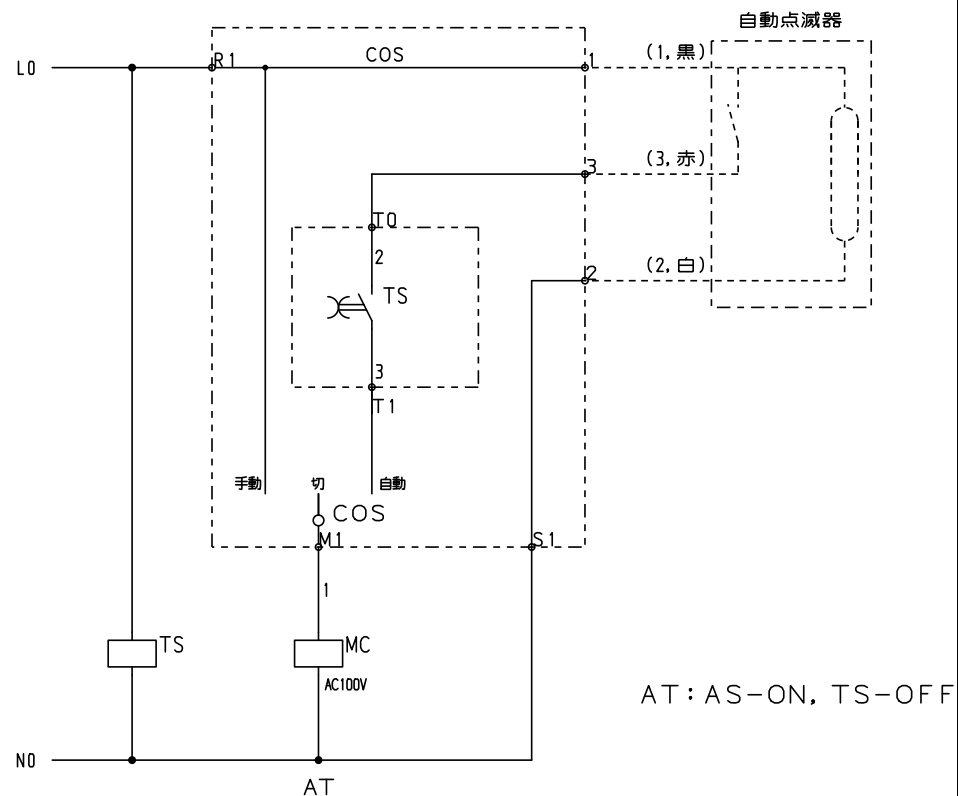 自動点滅器
L0
R1
COS
1
(1,黒)
3
(3,赤)
T0
2
TS
2
(2,白)
3
T1
手動
切
自動
COS
M1
S1
1
TS
MC
AC100V
AT:AS-ON, TS-OFF
N0
AT